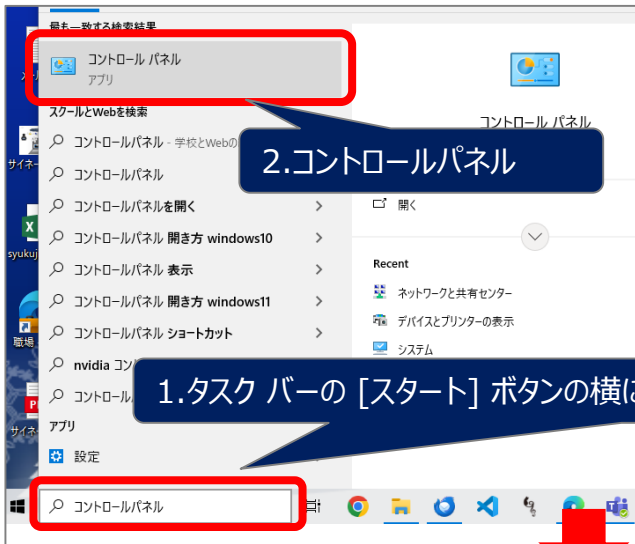 最も一致する検索結果
コントロール パネル
アプリ
スクールとWebを検索
コントロールパネル - 学校とWebの
コントロールパネル
コントロールパネルを開く
コントロールパネル 開き方 windows10
コントロールパネル 表示
コントロールパネル 開き方 windows11
コントロールパネル ショートカット
nvidia コン
コントロール
アプリ
設定
コントロールパネル
コントロール パネル
2.コントロールパネル
開く
Recent
ネットワークと共有センター
デバイスとプリンターの表示
システム
1.タスク バーの [スタート] ボタンの横に
サイネー
syukuj
職場
サイネー